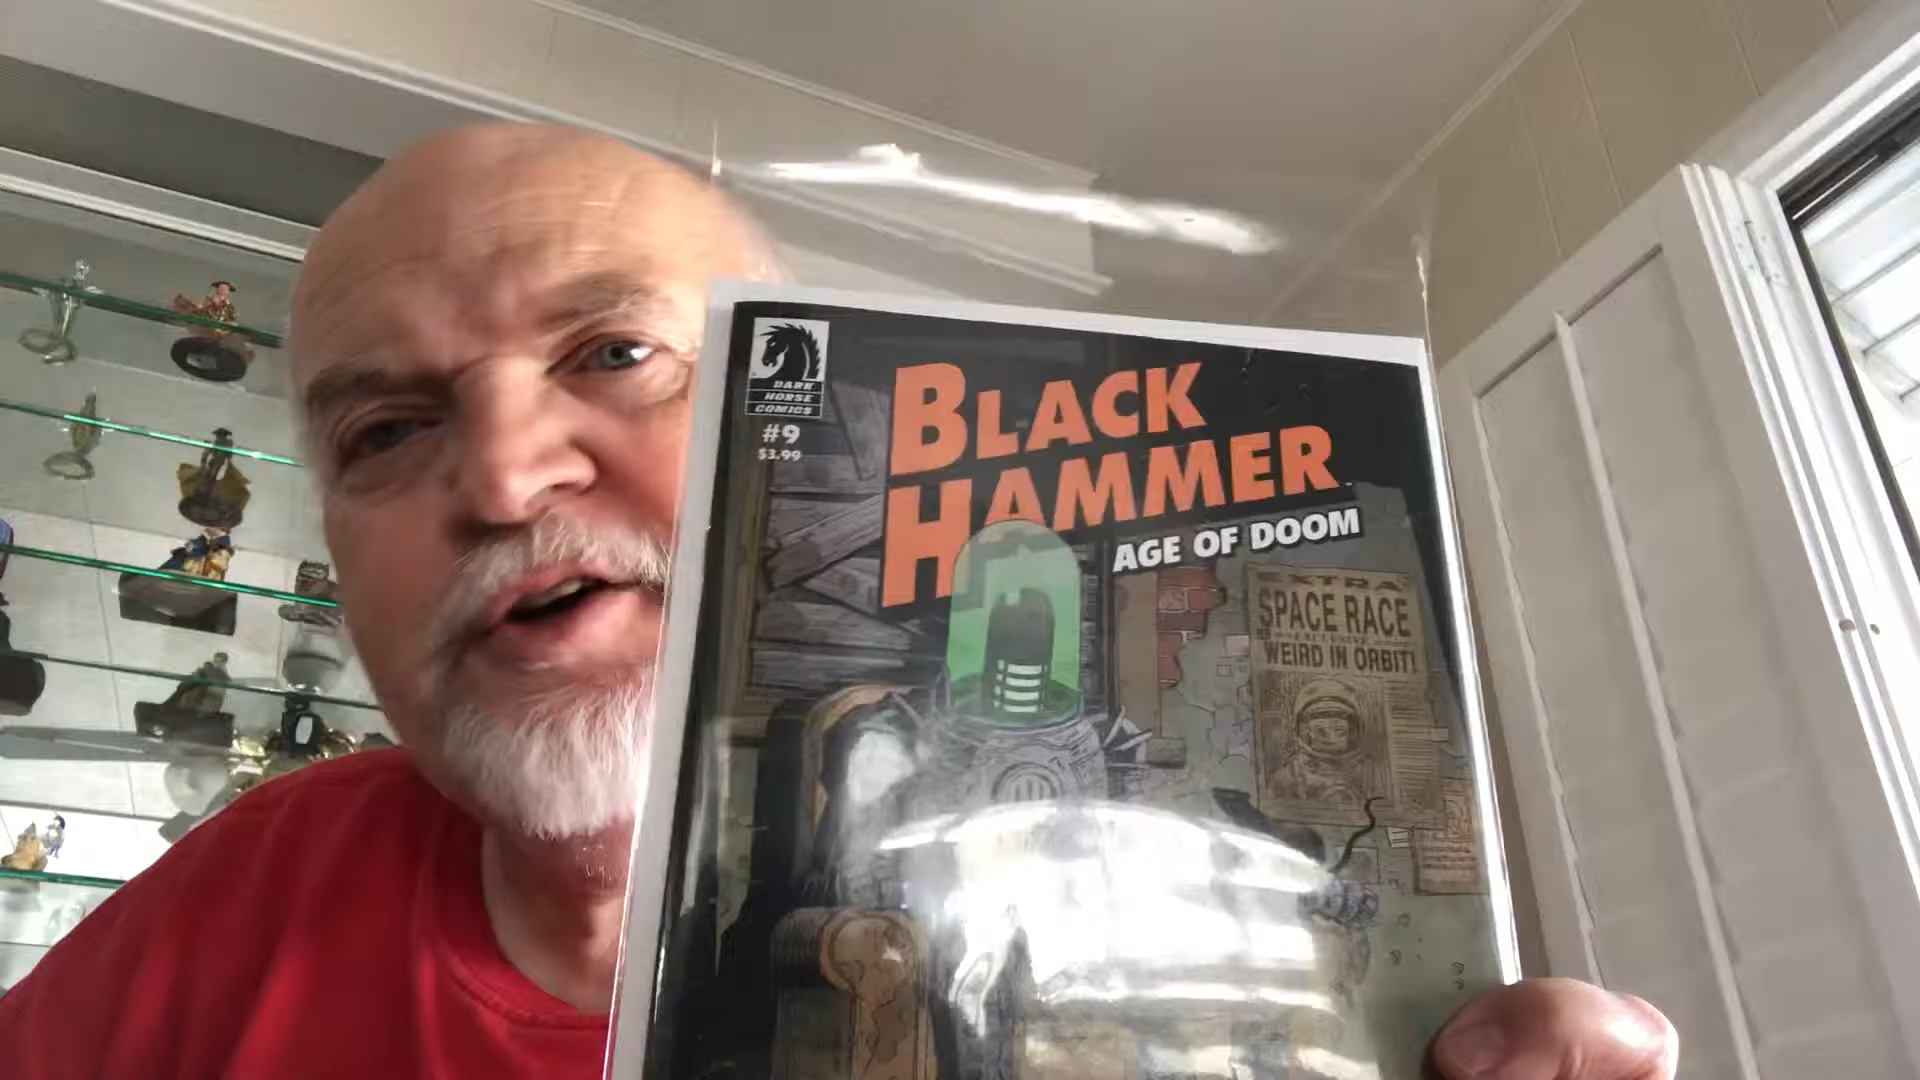 DARK
HORSE
COMICS
#9
$3.99
BLACK
HAMMER
AGE OF DOOM
EXTRA
SPACE RACE
WEIRD IN ORBIT!